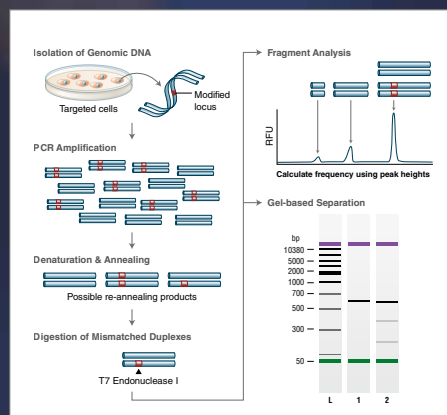 Isolation of Genomic DNA
Targeted cells
Modified
locus
PCR Amplification
Denaturation & Annealing
Possible re-annealing products
Digestion of Mismatched Duplexes
T7 Endonuclease I
Fragment Analysis
RFU
Calculate frequency using peak heights
Gel-based Separation
bp
10380
5000
2000
1000
700
500
300
50
L 1 2